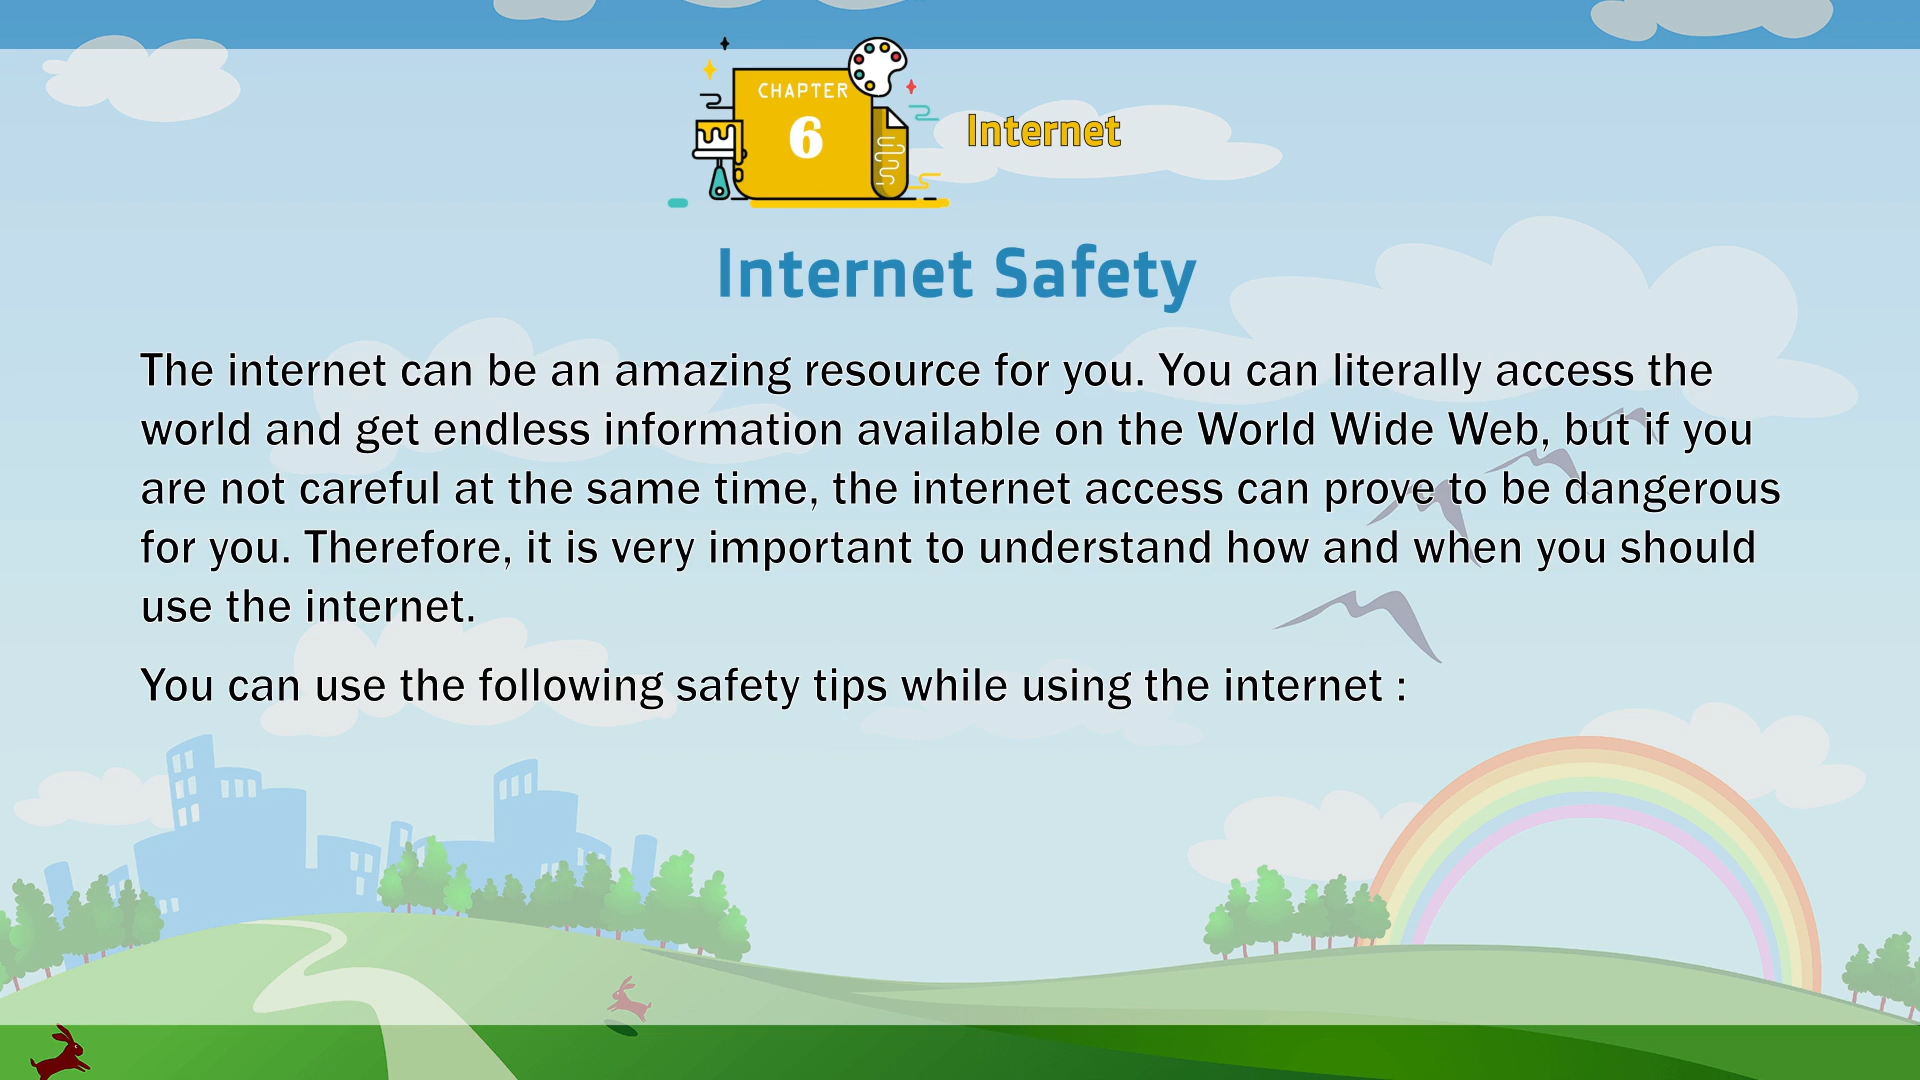 CHAPTER
6
Internet
Internet Safety
The internet can be an amazing resource for you. You can literally access the
world and get endless information available on the World Wide Web, but if you
are not careful at the same time, the internet access can prove to be dangerous
for you. Therefore, it is very important to understand how and when you should
use the internet.
You can use the following safety tips while using the internet :